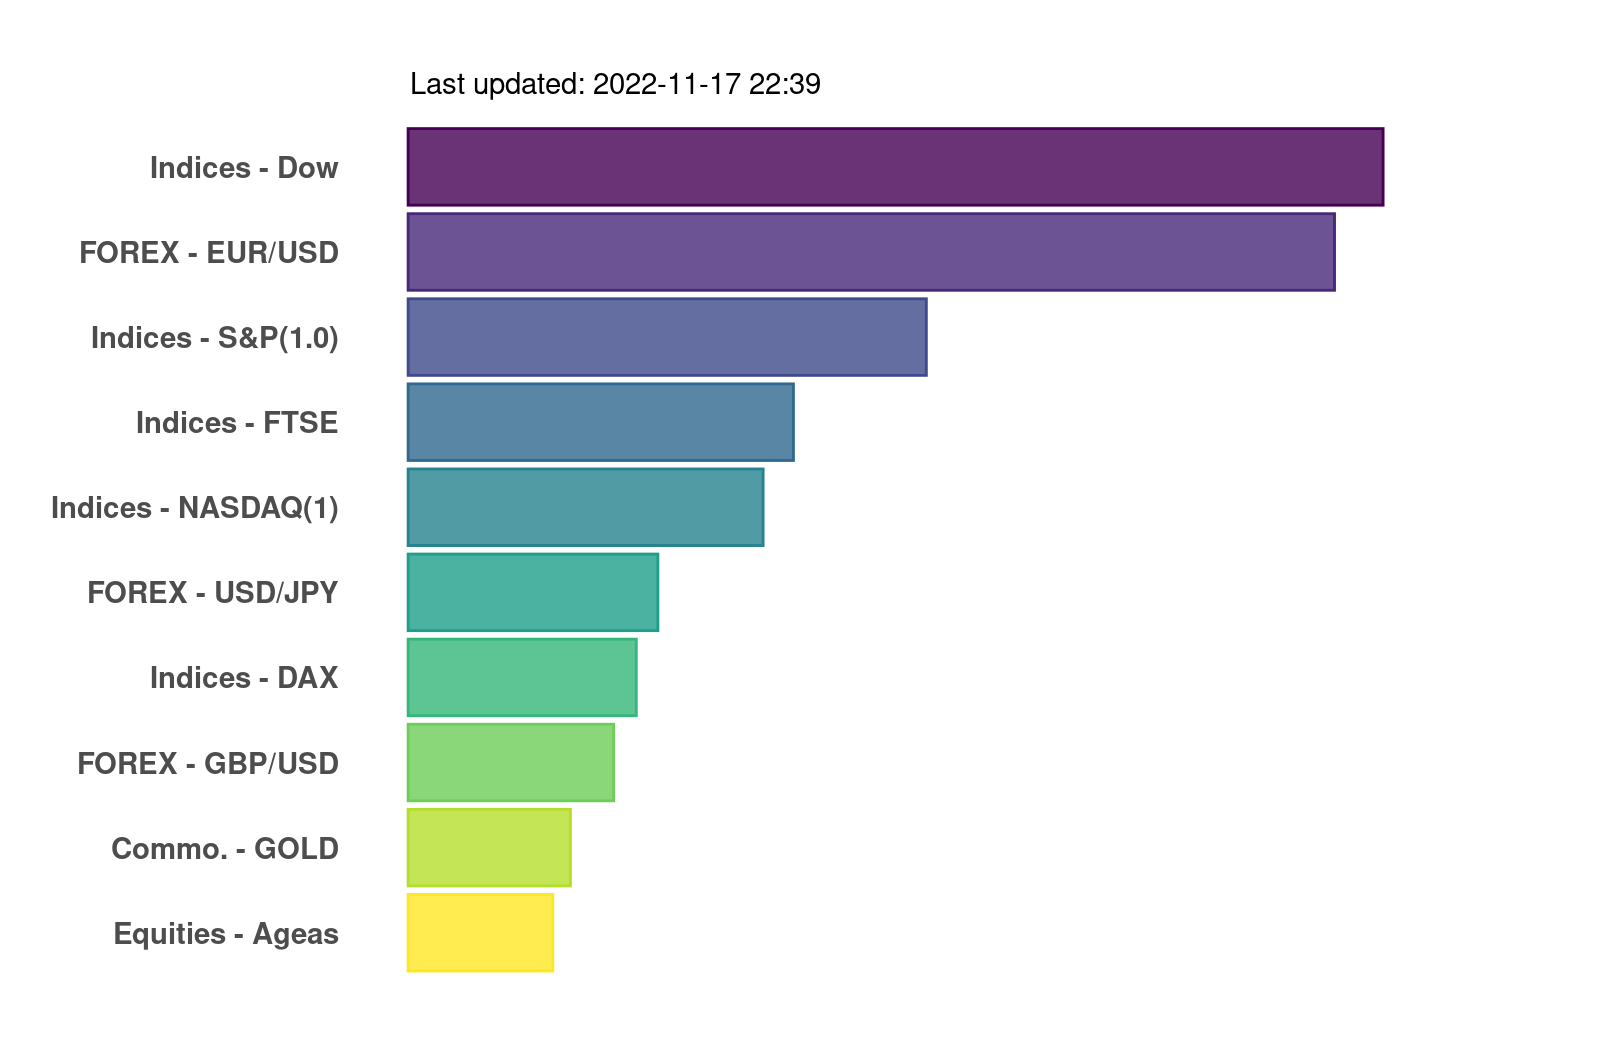 Last updated: 2022-11-17 22:39
Indices - Dow
FOREX - EUR/USD
Indices - S&P(1.0)
Indices - FTSE
Indices - NASDAQ(1)
FOREX - USD/JPY
Indices - DAX
FOREX - GBP/USD
Commo. - GOLD
Equities - Ageas